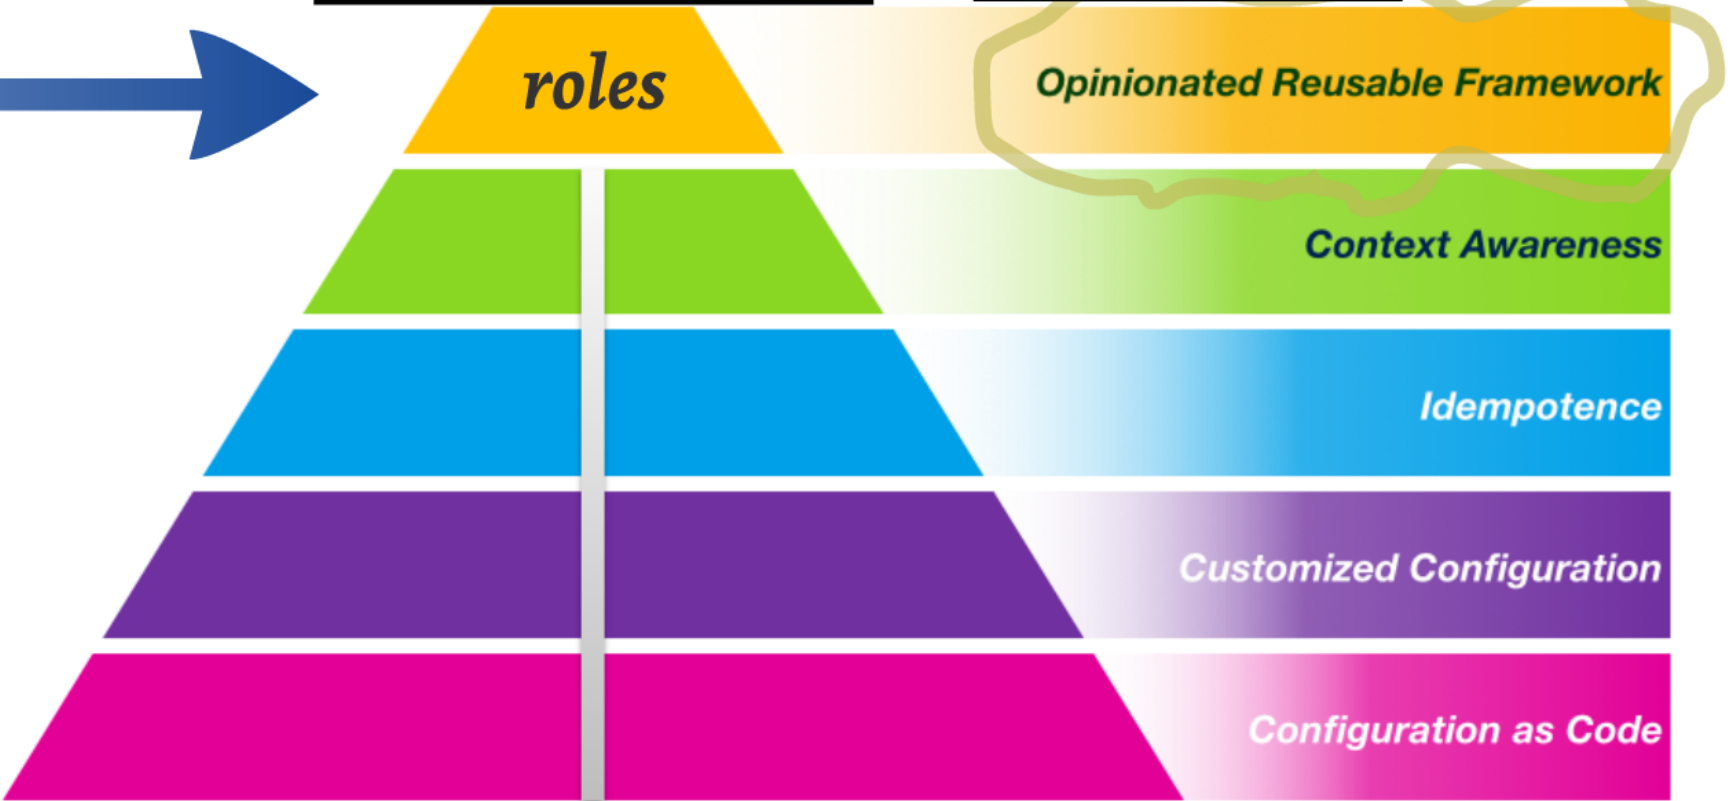 roles
Opinionated Reusable Framework
Context Awareness
Idempotence
Customized Configuration
Configuration as Code